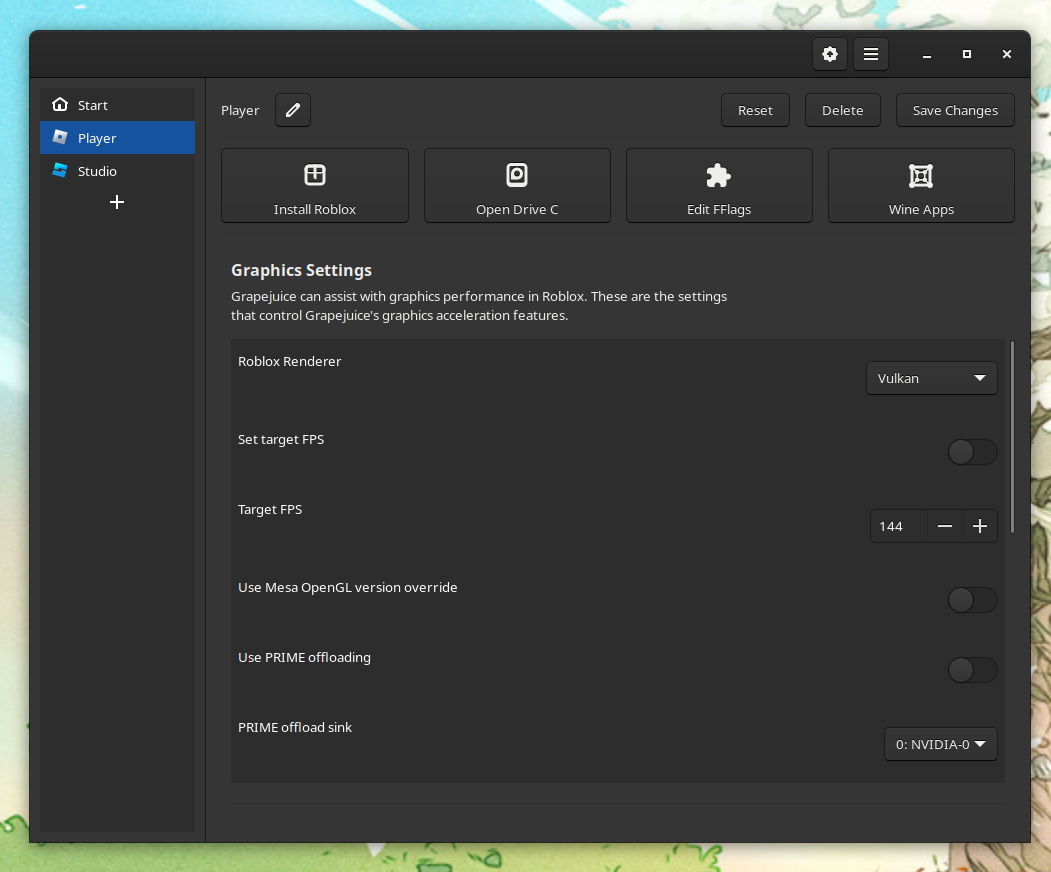 Start
Player
Studio
Player
Reset
Delete
Save Changes
Install Roblox
Open Drive C
Edit FFlags
Wine Apps
Graphics Settings
Grapejuice can assist with graphics performance in Roblox. These are the settings
that control Grapejuice's graphics acceleration features.
Roblox Renderer
Vulkan
Set target FPS
Target FPS
144
Use Mesa OpenGL version override
Use PRIME offloading
PRIME offload sink
0: NVIDIA-0